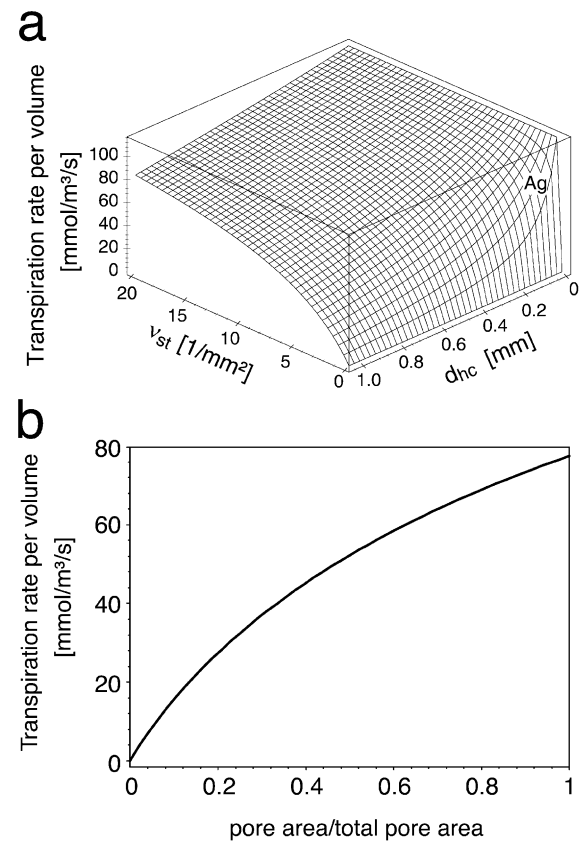 a
Transpiration rate per volume
[mmol/m³/s]
100
80
60
40
20
0
20
15
10
5
0
νst [1/mm²]
1.0
0.8
0.6
0.4
0.2
0
dhc [mm]
Ag
b
Transpiration rate per volume
[mmol/m³/s]
80
60
40
20
0
0
0.2
0.4
0.6
0.8
1
pore area/total pore area